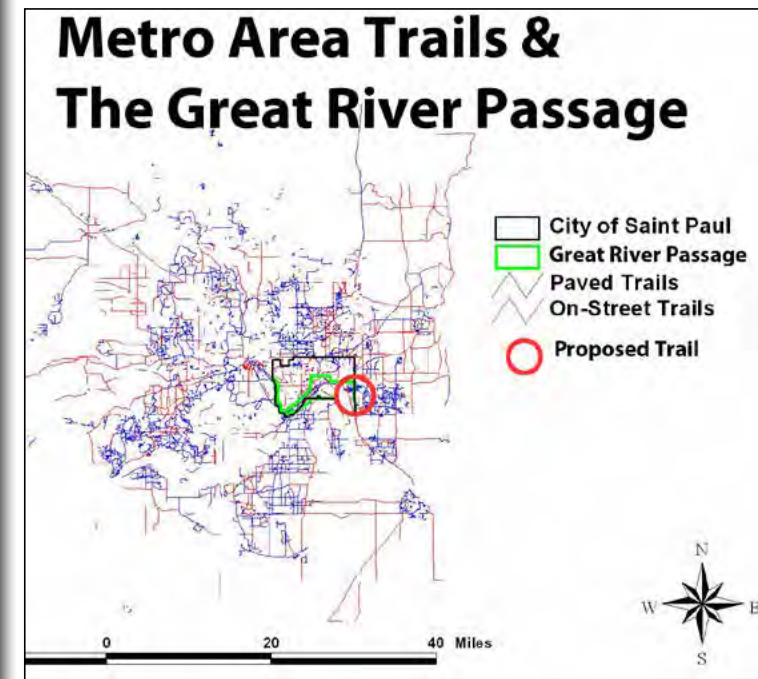 Metro Area Trails &
The Great River Passage
City of Saint Paul
Great River Passage
Paved Trails
On-Street Trails
Proposed Trail
N
W E
S
0 20 40 Miles